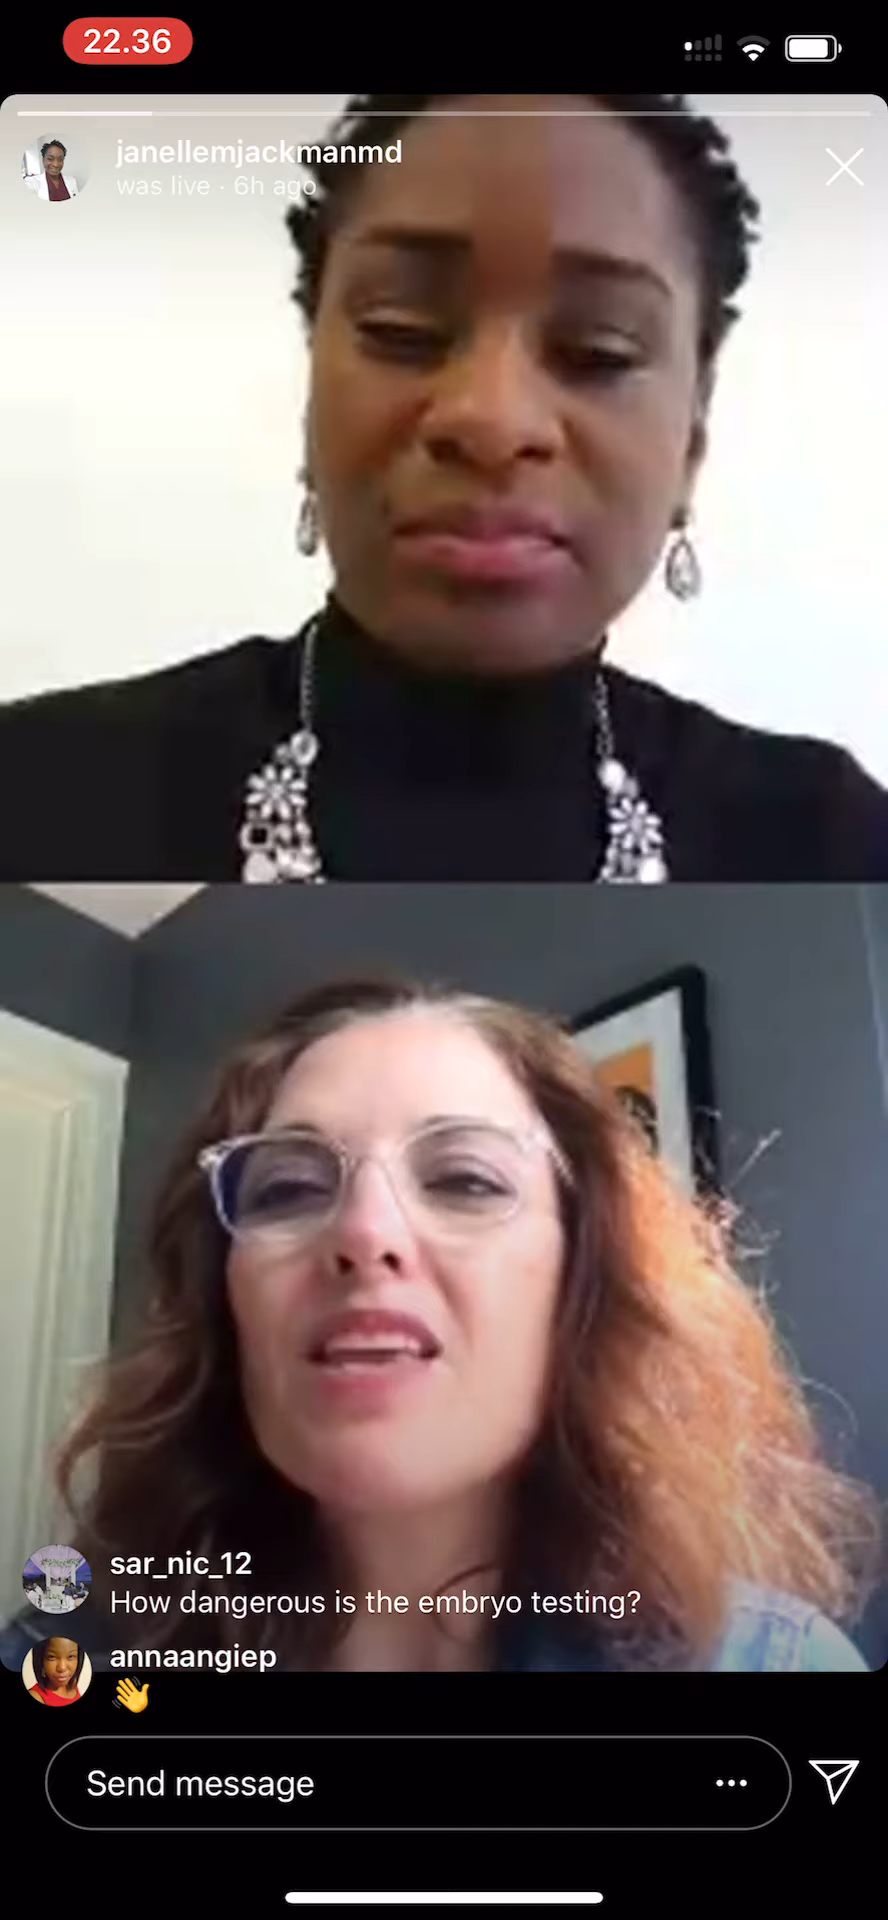 22.36
janellemjackmanmd
was live · 6h ago
sar_nic_12
How dangerous is the embryo testing?
annaangiep
👋
Send message